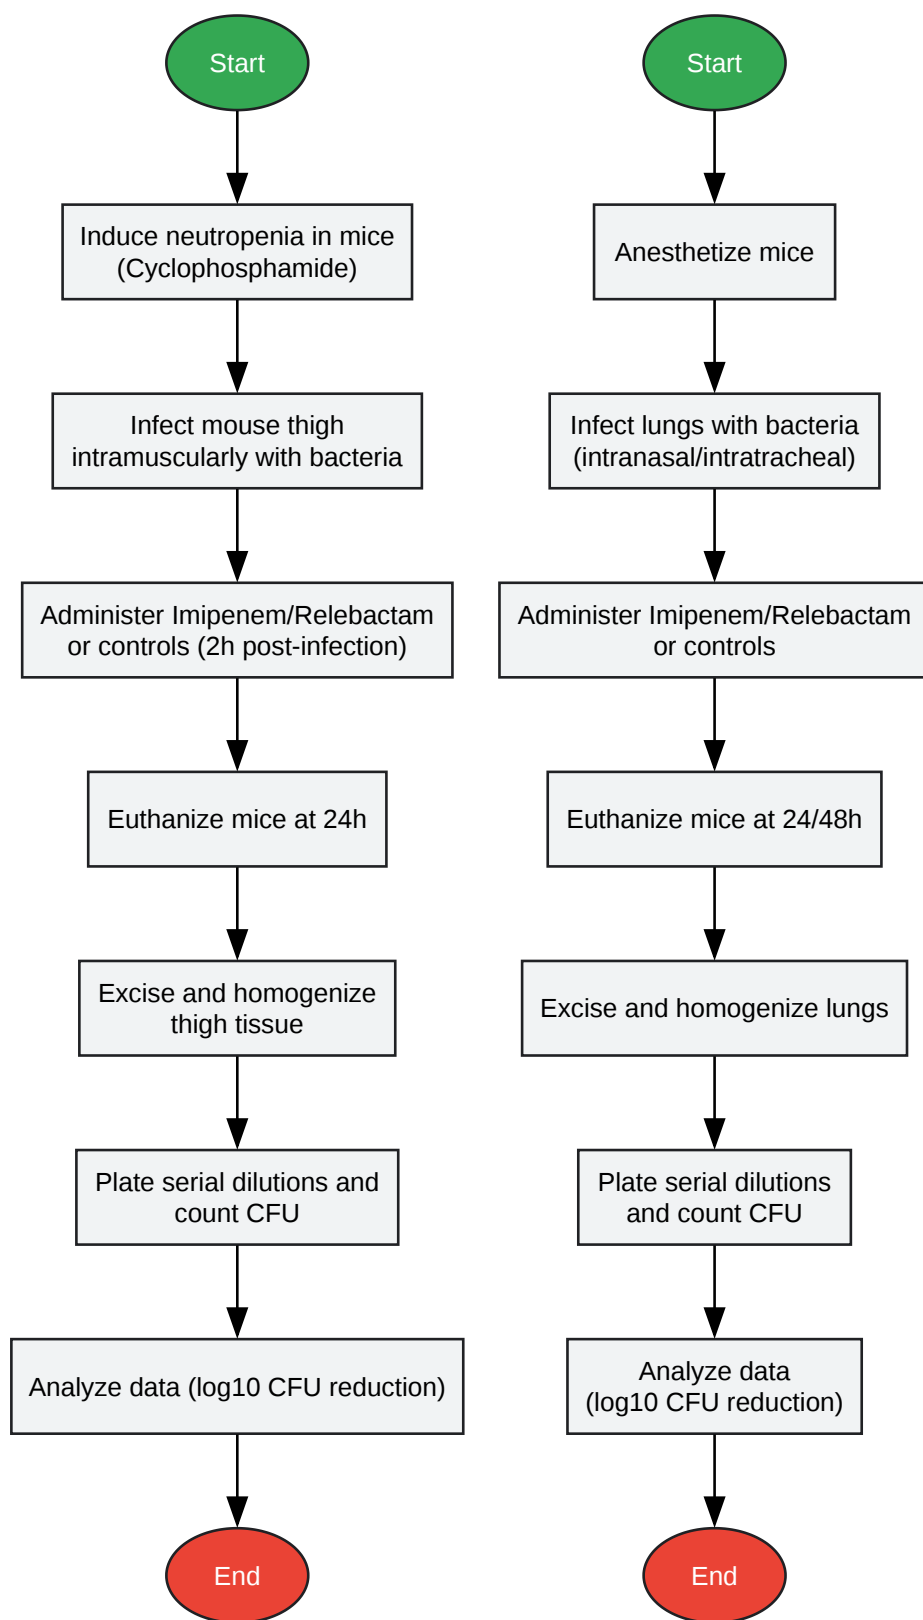 Start
Induce neutropenia in mice
(Cyclophosphamide)
Infect mouse thigh
intramuscularly with bacteria
Administer Imipenem/Relebactam
or controls (2h post-infection)
Euthanize mice at 24h
Excise and homogenize
thigh tissue
Plate serial dilutions and
count CFU
Analyze data (log10 CFU reduction)
End
Start
Anesthetize mice
Infect lungs with bacteria
(intranasal/intratracheal)
Administer Imipenem/Relebactam
or controls
Euthanize mice at 24/48h
Excise and homogenize lungs
Plate serial dilutions
and count CFU
Analyze data
(log10 CFU reduction)
End